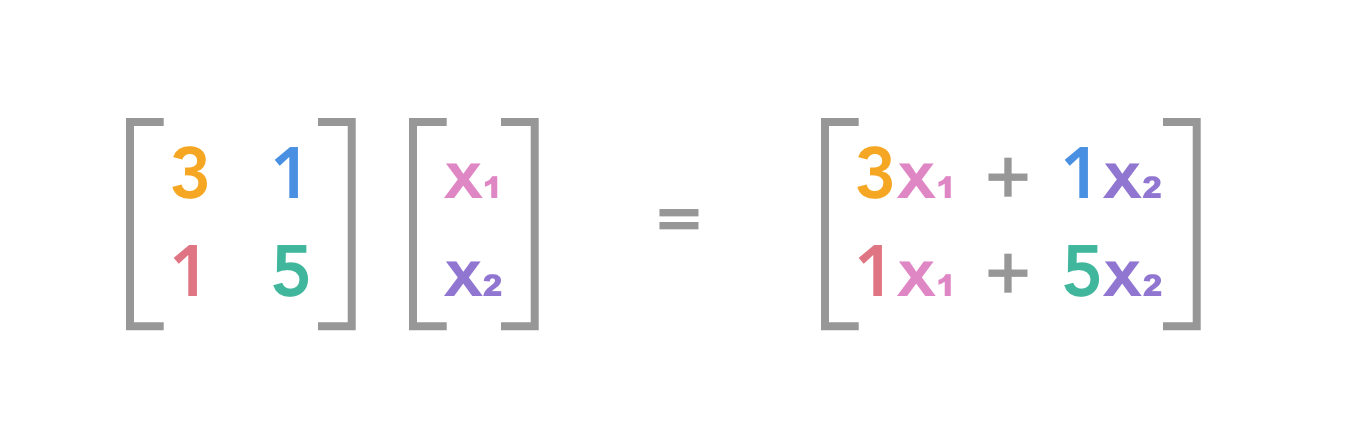 3 1 x₁ = 3x₁ + 1x₂
1 5 x₂ 1x₁ + 5x₂